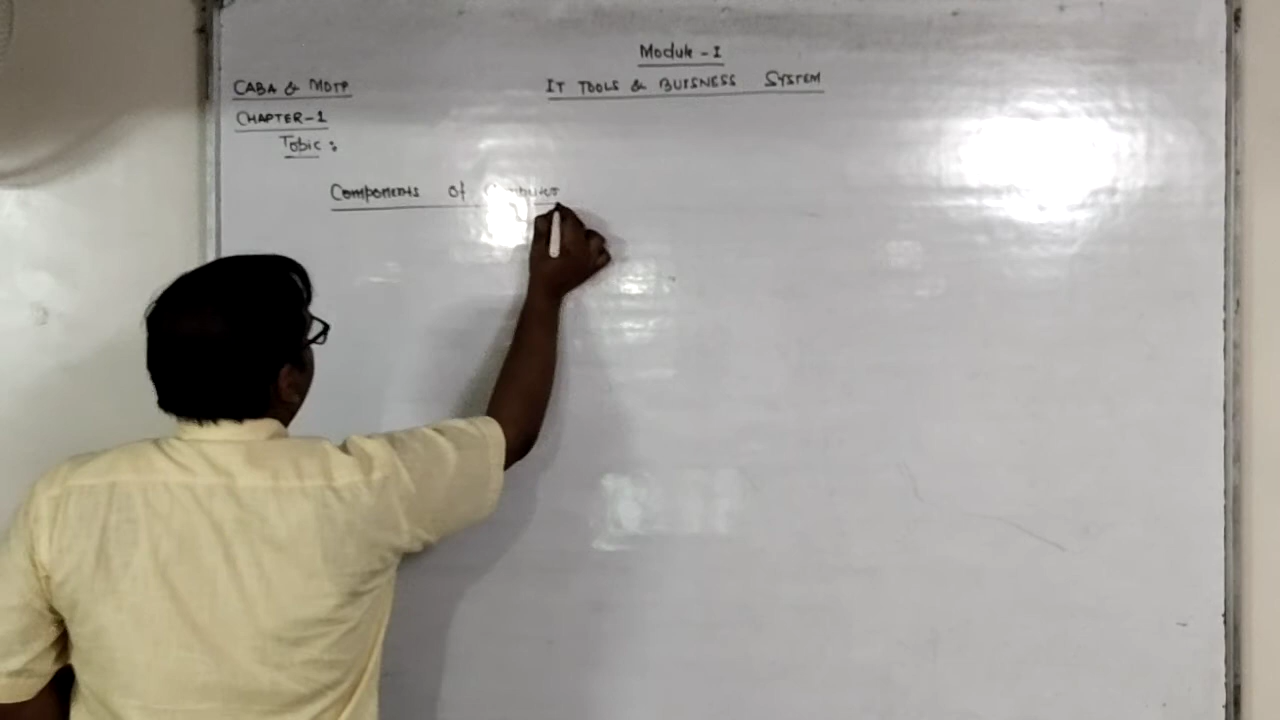 Module - I
IT TOOLS & BUISNESS SYSTEM
CABA & MDTP
CHAPTER-1
Topic :
Components of Computer